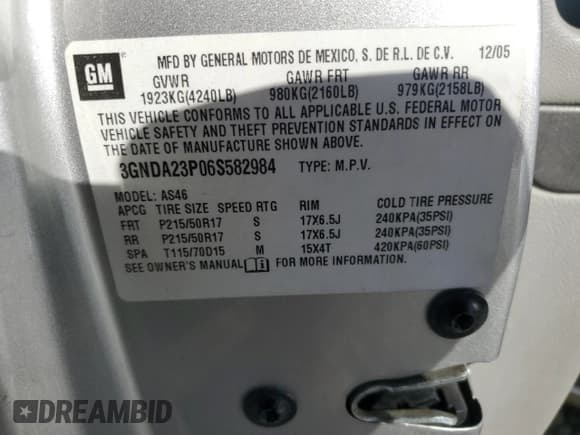 GM
MFD BY GENERAL MOTORS DE MEXICO, S. DE R.L. DE C.V. 12/05
GVWR GAWR FRT GAWR RR
1923KG(4240LB) 980KG(2160LB) 979KG(2158LB)
THIS VEHICLE CONFORMS TO ALL APPLICABLE U.S. FEDERAL MOTOR
VEHICLE SAFETY AND THEFT PREVENTION STANDARDS IN EFFECT ON
THE DATE OF MANUFACTURE SHOWN ABOVE.
3GNDA23P06S582984 TYPE: M.P.V.
MODEL: AS46
APCG TIRE SIZE SPEED RTG RIM COLD TIRE PRESSURE
FRT P215/50R17 S 17X6.5J 240KPA(35PSI)
RR P215/50R17 S 17X6.5J 240KPA(35PSI)
SPA T115/70D15 M 15X4T 420KPA(60PSI)
SEE OWNER'S MANUAL i FOR MORE INFORMATION.
DREAMBID